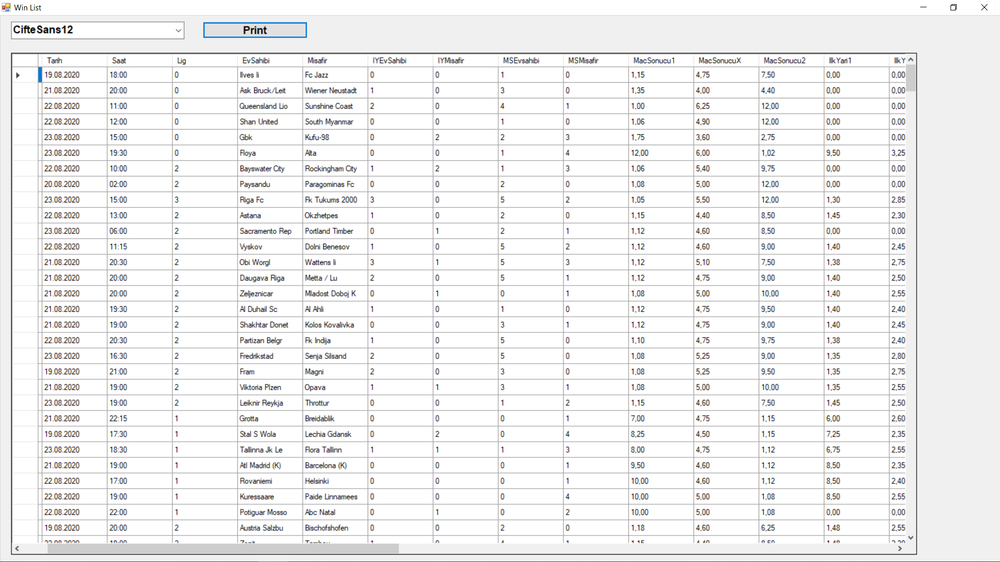 Win List
CifteSans12 Print
Tarih Saat Lig EvSahibi Misafir IYEvSahibi IYMisafir MSEvsahibi MSMisafir MacSonucu1 MacSonucuX MacSonucu2 IlkYari1 IlkY
19.08.2020 18:00 0 Ilves Ii Fc Jazz 0 0 1 0 1,15 4,75 7,50 0,00 0,00
21.08.2020 20:00 0 Ask Bruck/Leit Wiener Neustadt 1 0 3 0 1,35 4,00 4,40 0,00 0,00
22.08.2020 11:00 0 Queensland Lio Sunshine Coast 2 0 4 1 1,00 6,25 12,00 0,00 0,00
22.08.2020 12:00 0 Shan United South Myanmar 0 0 1 0 1,06 4,90 12,00 0,00 0,00
23.08.2020 15:00 0 Gbk Kufu-98 0 2 2 3 1,75 3,60 2,75 0,00 0,00
23.08.2020 19:30 0 Floya Alta 0 0 1 4 12,00 6,00 1,02 9,50 3,25
22.08.2020 10:00 2 Bayswater City Rockingham City 1 2 1 3 1,06 5,40 9,75 0,00 0,00
20.08.2020 02:00 2 Paysandu Paragominas Fc 0 0 2 0 1,08 5,00 12,00 0,00 0,00
23.08.2020 15:00 3 Riga Fc Fk Tukums 2000 3 0 5 2 1,05 5,50 12,00 1,30 2,85
22.08.2020 13:00 2 Astana Okzhetpes 1 0 2 0 1,15 4,40 8,50 1,45 2,30
23.08.2020 06:00 2 Sacramento Rep Portland Timber 0 1 2 1 1,12 4,60 8,50 0,00 0,00
22.08.2020 11:15 2 Vyskov Dolni Benesov 1 0 5 2 1,12 4,60 9,00 1,40 2,45
21.08.2020 20:30 2 Obi Worgl Wattens Ii 3 1 5 3 1,12 5,10 7,50 1,38 2,75
21.08.2020 20:00 2 Daugava Riga Metta / Lu 2 0 5 1 1,12 4,75 9,00 1,40 2,50
21.08.2020 20:00 2 Zeljeznicar Mladost Doboj K 0 1 0 1 1,08 5,00 10,00 1,40 2,55
21.08.2020 19:30 2 Al Duhail Sc Al Ahli 1 0 1 0 1,12 4,75 9,50 1,40 2,40
21.08.2020 19:00 2 Shakhtar Donet Kolos Kovalivka 0 0 3 1 1,12 4,75 9,00 1,40 2,45
22.08.2020 20:30 2 Partizan Belgr Fk Indija 1 0 5 0 1,10 4,75 9,75 1,38 2,40
23.08.2020 16:30 2 Fredrikstad Senja Silsand 2 0 5 0 1,08 5,25 9,00 1,35 2,80
19.08.2020 21:00 2 Fram Magni 2 0 3 0 1,08 5,25 9,50 1,35 2,75
21.08.2020 19:00 2 Viktoria Plzen Opava 1 1 3 1 1,08 5,00 10,00 1,35 2,55
23.08.2020 19:00 2 Leiknir Reykja Throttur 0 0 1 2 1,15 4,60 7,50 1,45 2,50
21.08.2020 22:15 1 Grotta Breidablik 0 0 0 1 7,00 4,75 1,15 6,00 2,60
19.08.2020 17:30 1 Stal S Wola Lechia Gdansk 0 2 0 4 8,25 4,50 1,15 7,25 2,35
23.08.2020 18:30 1 Tallinna Jk Le Flora Tallinn 1 1 1 3 8,00 4,75 1,12 6,75 2,55
21.08.2020 19:00 1 Atl Madrid (K) Barcelona (K) 0 0 0 1 9,50 4,60 1,12 8,50 2,35
22.08.2020 17:00 1 Rovaniemi Helsinki 0 0 0 1 10,00 4,60 1,12 8,50 2,40
22.08.2020 19:00 1 Kuressaare Paide Linnamees 0 0 0 4 10,00 5,00 1,08 8,50 2,55
22.08.2020 22:00 1 Potiguar Mosso Abc Natal 0 1 0 2 10,00 5,00 1,08 0,00 0,00
19.08.2020 20:00 2 Austria Salzbu Bischofshofen 0 0 2 0 1,18 4,60 6,25 1,48 2,55